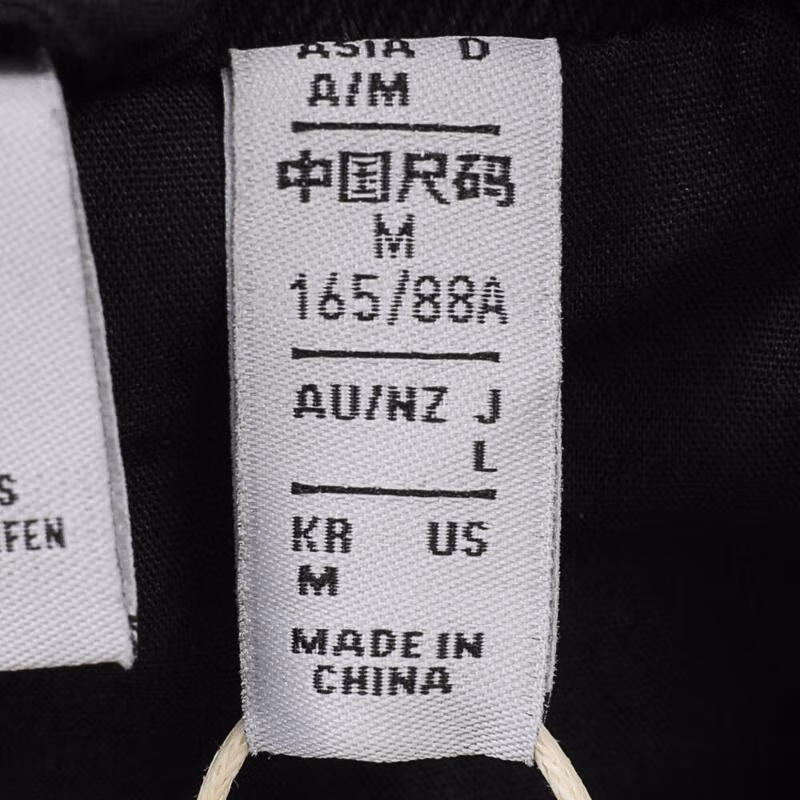 ASIA D
A/M
中国尺码
M
165/88A
AU/NZ J
L
KR US
M
MADE IN
CHINA
S
FEN